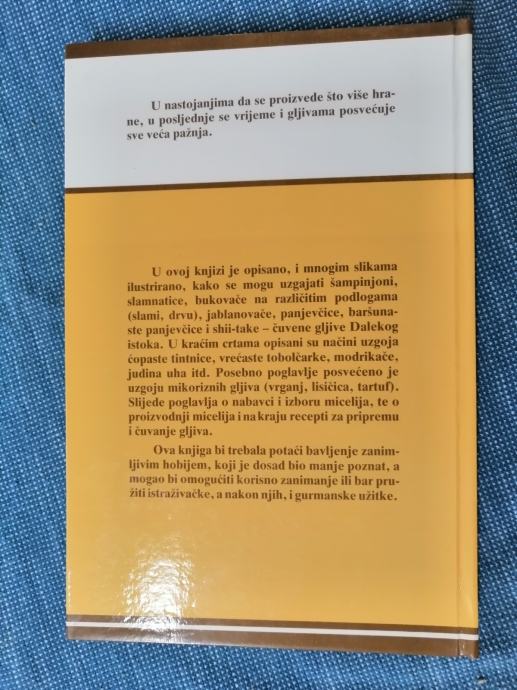 U nastojanjima da se proizvede što više hra-
ne, u posljednje se vrijeme i gljivama posvećuje
sve veća pažnja.
U ovoj knjizi je opisano, i mnogim slikama
ilustrirano, kako se mogu uzgajati šampinjoni,
slamnatice, bukovače na različitim podlogama
(slami, drvu), jablanovače, panjevčice, baršuna-
ste panjevčice i shii-take – čuvene gljive Dalekog
istoka. U kraćim crtama opisani su načini uzgoja
ćopaste tintnice, vrećaste tobolčarke, modrikače,
judina uha itd. Posebno poglavlje posvećeno je
uzgoju mikoriznih gljiva (vrganj, lisičica, tartuf).
Slijede poglavlja o nabavci i izboru micelija, te o
proizvodnji micelija i na kraju recepti za pripremu
i čuvanje gljiva.
Ova knjiga bi trebala potaći bavljenje zanim-
ljivim hobijem, koji je dosad bio manje poznat, a
mogao bi omogućiti korisno zanimanje ili bar pru-
žiti istraživačke, a nakon njih, i gurmanske užitke.